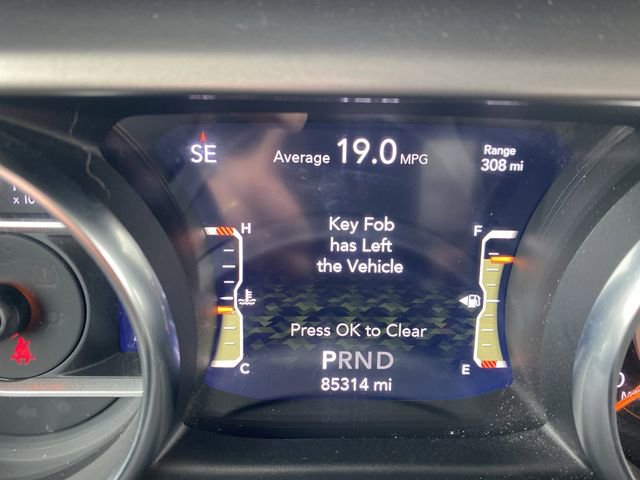 SE
Average 19.0 MPG
Range
308 mi
H
F
Key Fob
has Left
the Vehicle
Press OK to Clear
C
E
PRND
85314 mi
x 10